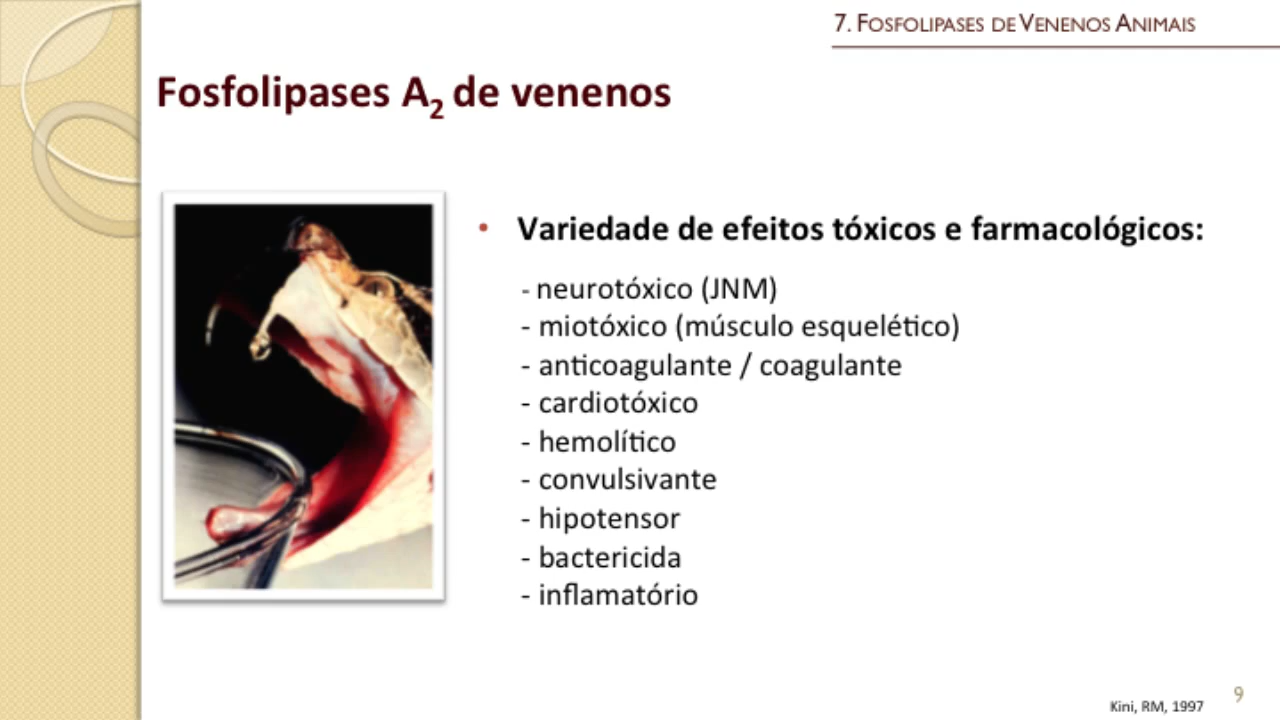 7. Fosfolipases de Venenos Animais
Fosfolipases A₂ de venenos
• Variedade de efeitos tóxicos e farmacológicos:
- neurotóxico (JNM)
- miotóxico (músculo esquelético)
- anticoagulante / coagulante
- cardiotóxico
- hemolítico
- convulsivante
- hipotensor
- bactericida
- inflamatório
Kini, RM, 1997
9